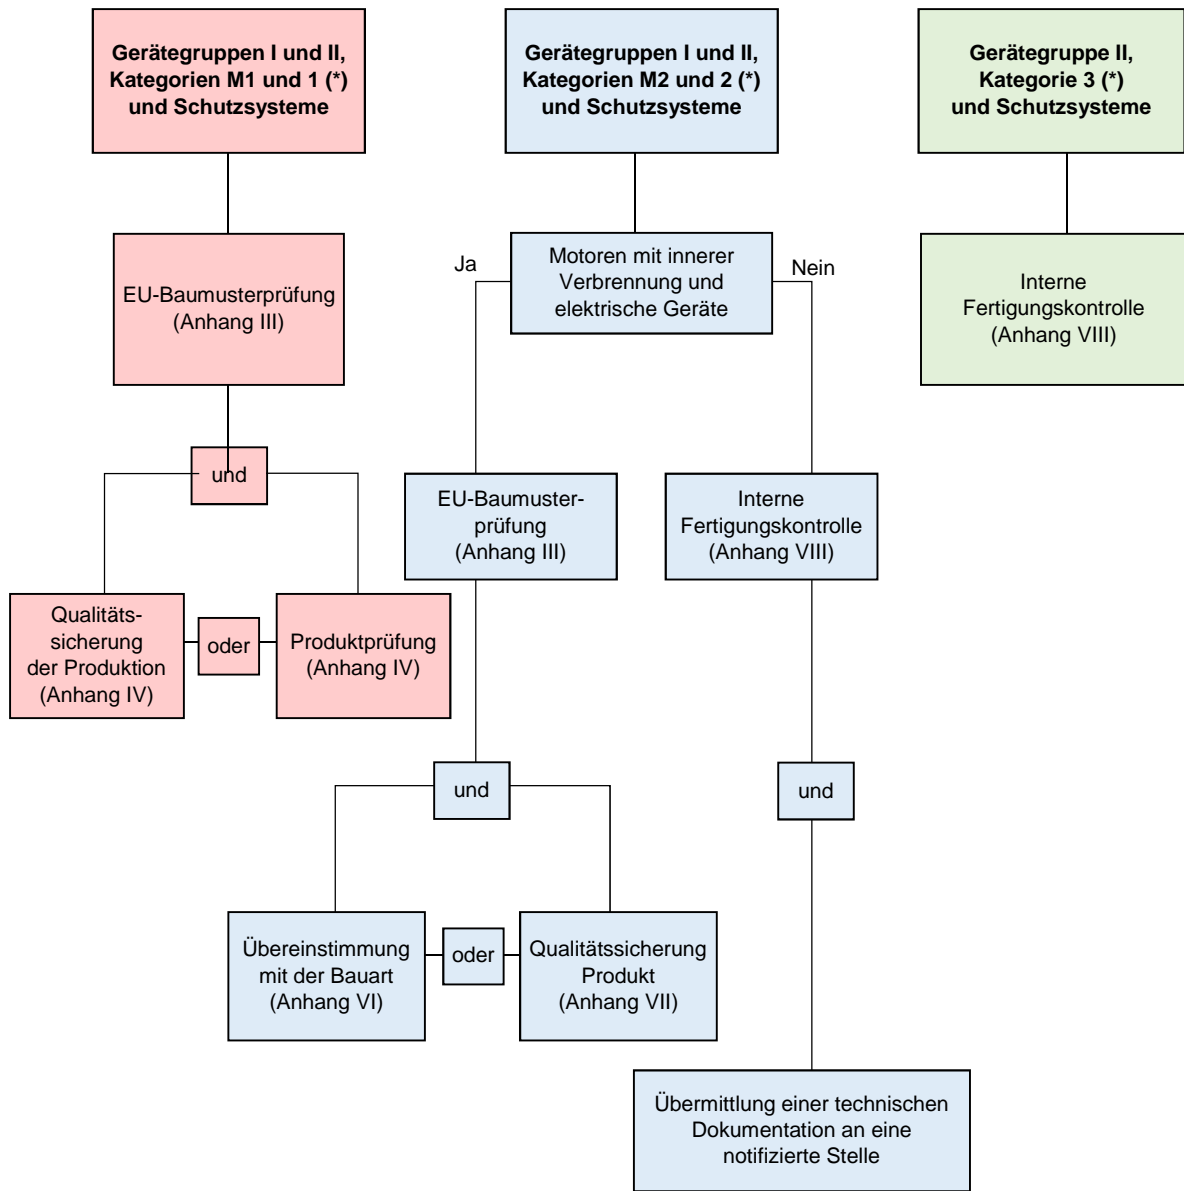 Gerätegruppen I und II,
Kategorien M1 und 1 (*)
und Schutzsysteme
Gerätegruppen I und II,
Kategorien M2 und 2 (*)
und Schutzsysteme
Gerätegruppe II,
Kategorie 3 (*)
und Schutzsysteme
EU-Baumusterprüfung
(Anhang III)
Ja
Motoren mit innerer
Verbrennung und
elektrische Geräte
Nein
Interne
Fertigungskontrolle
(Anhang VIII)
und
EU-Baumuster-
prüfung
(Anhang III)
Interne
Fertigungskontrolle
(Anhang VIII)
Qualitäts-
sicherung
der Produktion
(Anhang IV)
oder
Produktprüfung
(Anhang IV)
und
und
Übereinstimmung
mit der Bauart
(Anhang VI)
oder
Qualitätssicherung
Produkt
(Anhang VII)
Übermittlung einer technischen
Dokumentation an eine
notifizierte Stelle